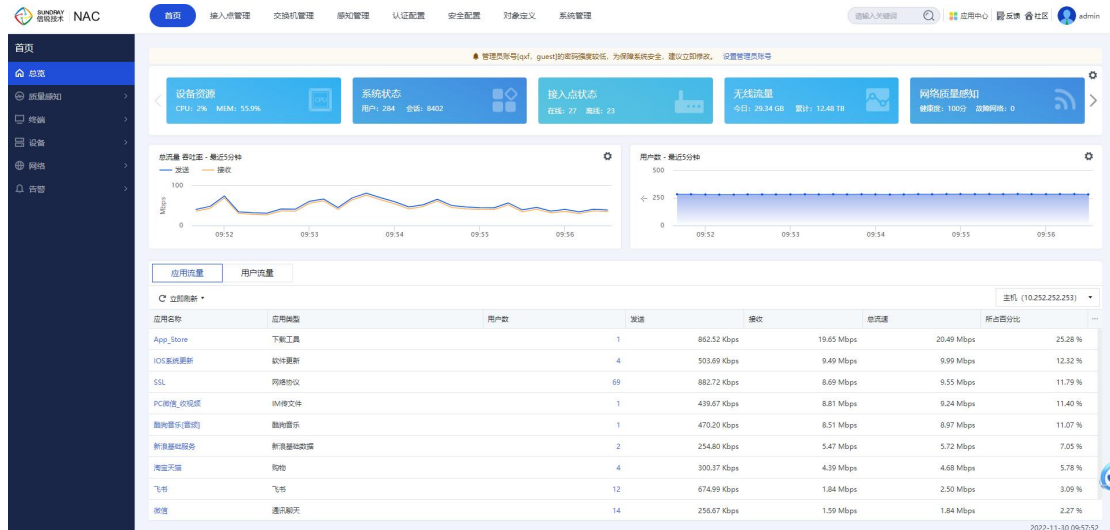 SUNDRAY 信锐技术 NAC 首页 接入点管理 交换机管理 感知管理 认证配置 安全配置 对象定义 系统管理 请输入关键词 应用中心 反馈 社区 admin
首页
总览
质量感知
终端
设备
网络
告警
管理员账号[qxf、guest]的密码强度较低,为保障系统安全,建议立即修改。 设置管理员账号
设备资源
CPU: 2% MEM: 55.9%
CPU
系统状态
用户: 284 会话: 8402
接入点状态
在线: 27 离线: 23
无线流量
今日: 29.34 GB 累计: 12.48 TB
网络质量感知
健康度: 100分 故障网络: 0
总流量 吞吐率 - 最近5分钟
发送 接收
Mbps
100
0
09:52 09:53 09:54 09:55 09:56
用户数 - 最近5分钟
500
250
0
09:52 09:53 09:54 09:55 09:56
应用流量 用户流量
立即刷新 主机 (10.252.252.253)
应用名称 应用类型 用户数 发送 接收 总流速 所占百分比
App_Store 下载工具 1 862.52 Kbps 19.65 Mbps 20.49 Mbps 25.28 %
IOS系统更新 软件更新 4 503.69 Kbps 9.49 Mbps 9.99 Mbps 12.32 %
SSL 网络协议 69 882.72 Kbps 8.69 Mbps 9.55 Mbps 11.79 %
PC微信_收视频 IM传文件 1 439.67 Kbps 8.81 Mbps 9.24 Mbps 11.40 %
酷狗音乐[音频] 酷狗音乐 1 470.20 Kbps 8.51 Mbps 8.97 Mbps 11.07 %
新浪基础服务 新浪基础数据 2 254.80 Kbps 5.47 Mbps 5.72 Mbps 7.05 %
淘宝天猫 购物 4 300.37 Kbps 4.39 Mbps 4.68 Mbps 5.78 %
飞书 飞书 12 674.99 Kbps 1.84 Mbps 2.50 Mbps 3.09 %
微信 通讯聊天 14 256.67 Kbps 1.59 Mbps 1.84 Mbps 2.27 %
2022-11-30 09:57:52